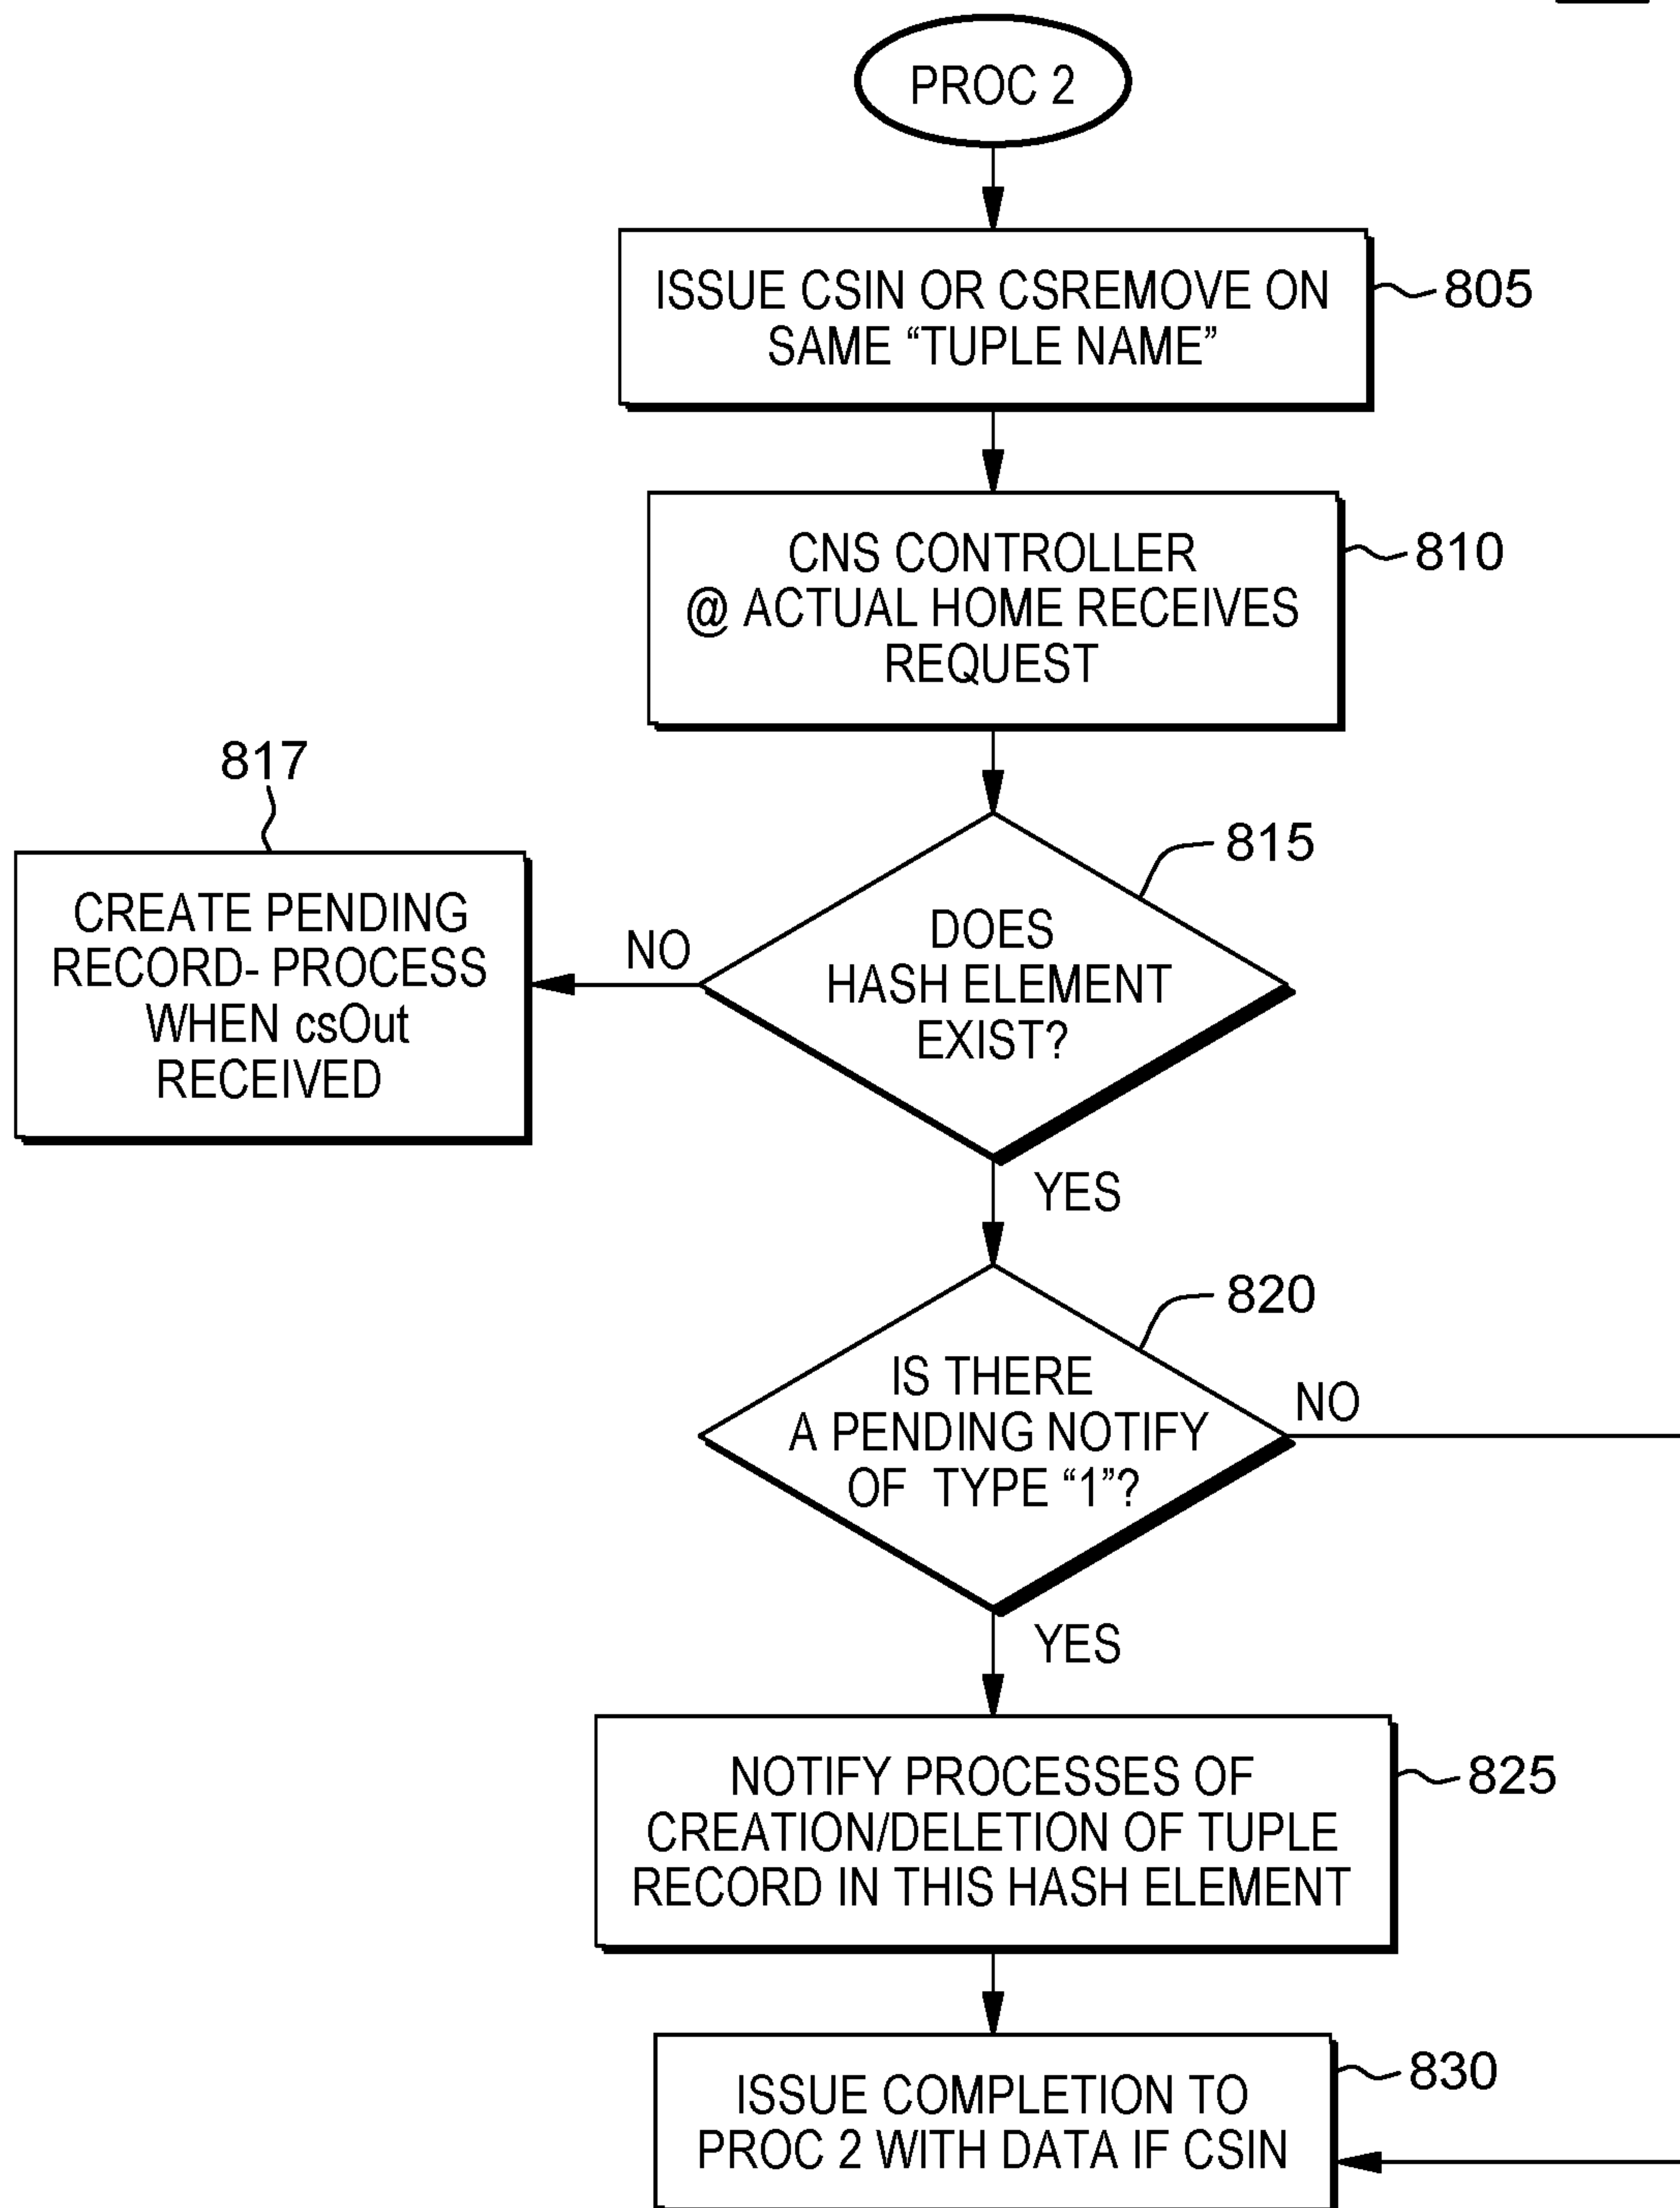 PROC 2
ISSUE CSIN OR CSREMOVE ON
SAME “TUPLE NAME”
805
CNS CONTROLLER
@ ACTUAL HOME RECEIVES
REQUEST
810
817
CREATE PENDING
RECORD- PROCESS
WHEN csOut
RECEIVED
NO
DOES
HASH ELEMENT
EXIST?
815
YES
IS THERE
A PENDING NOTIFY
OF TYPE “1”?
820
NO
YES
NOTIFY PROCESSES OF
CREATION/DELETION OF TUPLE
RECORD IN THIS HASH ELEMENT
825
ISSUE COMPLETION TO
PROC 2 WITH DATA IF CSIN
830